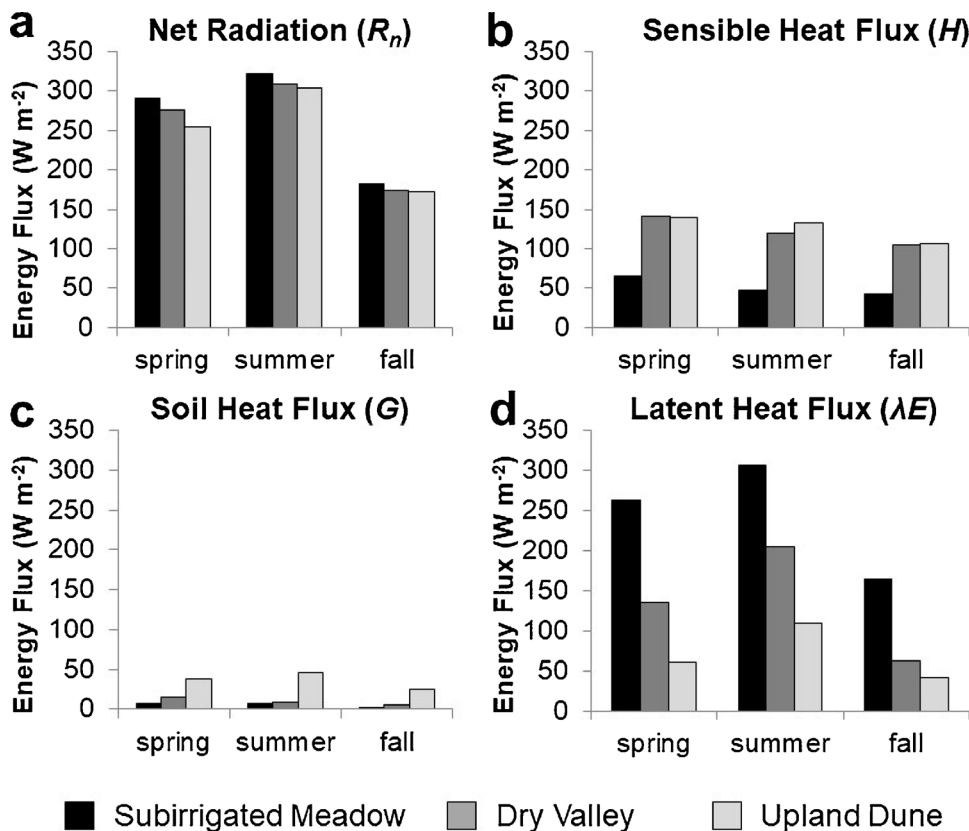 a Net Radiation (Rn)
Energy Flux (W m-2)
350
300
250
200
150
100
50
0
spring summer fall
b Sensible Heat Flux (H)
Energy Flux (W m-2)
350
300
250
200
150
100
50
0
spring summer fall
c Soil Heat Flux (G)
Energy Flux (W m-2)
350
300
250
200
150
100
50
0
spring summer fall
d Latent Heat Flux (λE)
Energy Flux (W m-2)
350
300
250
200
150
100
50
0
spring summer fall
Subirrigated Meadow Dry Valley Upland Dune